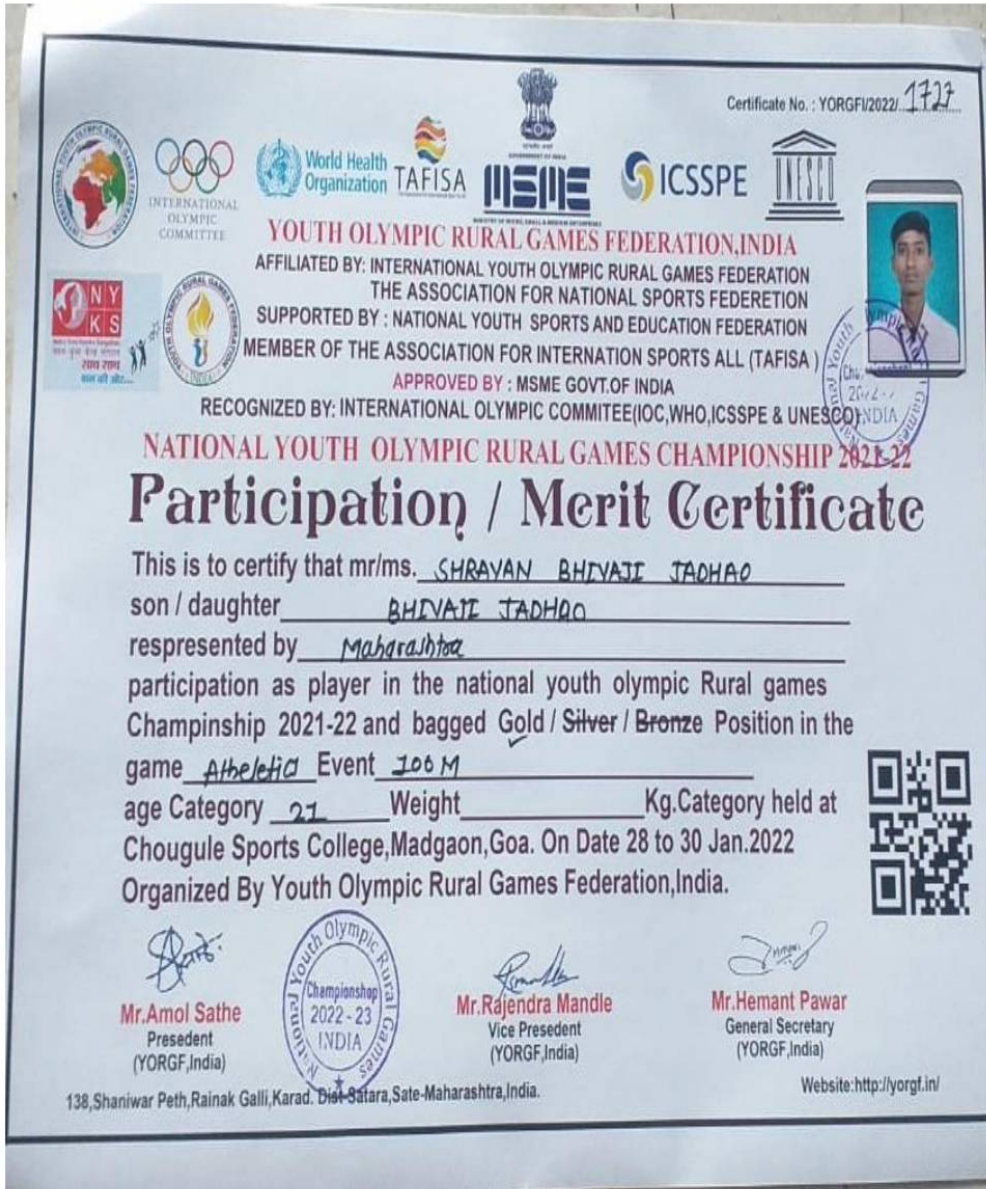 Certificate No. : YORGFI/2022/ 1727
INTERNATIONAL
OLYMPIC
COMMITTEE
World Health
Organization
TAFISA
MSME
ICSSPE
UNESCO
YOUTH OLYMPIC RURAL GAMES FEDERATION,INDIA
AFFILIATED BY: INTERNATIONAL YOUTH OLYMPIC RURAL GAMES FEDERATION
THE ASSOCIATION FOR NATIONAL SPORTS FEDERETION
SUPPORTED BY : NATIONAL YOUTH SPORTS AND EDUCATION FEDERATION
MEMBER OF THE ASSOCIATION FOR INTERNATION SPORTS ALL (TAFISA )
APPROVED BY : MSME GOVT.OF INDIA
RECOGNIZED BY: INTERNATIONAL OLYMPIC COMMITEE(IOC,WHO,ICSSPE & UNESCO)
NY
KS
NATIONAL YOUTH OLYMPIC RURAL GAMES CHAMPIONSHIP 2021-22
Participation / Merit Certificate
This is to certify that mr/ms. SHRAVAN BHIVAJI JADHAO
son / daughter BHIVAJI JADHAO
respresented by Maharashtra
participation as player in the national youth olympic Rural games
Champinship 2021-22 and bagged Gold / Silver / Bronze Position in the
game Atheletic Event 100 M
age Category 21 Weight Kg.Category held at
Chougule Sports College,Madgaon,Goa. On Date 28 to 30 Jan.2022
Organized By Youth Olympic Rural Games Federation,India.
National Youth Olympic Rural Games
Championshop
2022 - 23
INDIA
Mr.Amol Sathe
Presedent
(YORGF,India)
Mr.Rajendra Mandle
Vice Presedent
(YORGF,India)
Mr.Hemant Pawar
General Secretary
(YORGF,India)
138,Shaniwar Peth,Rainak Galli,Karad. Dist-Satara,Sate-Maharashtra,India.
Website:http://yorgf.in/